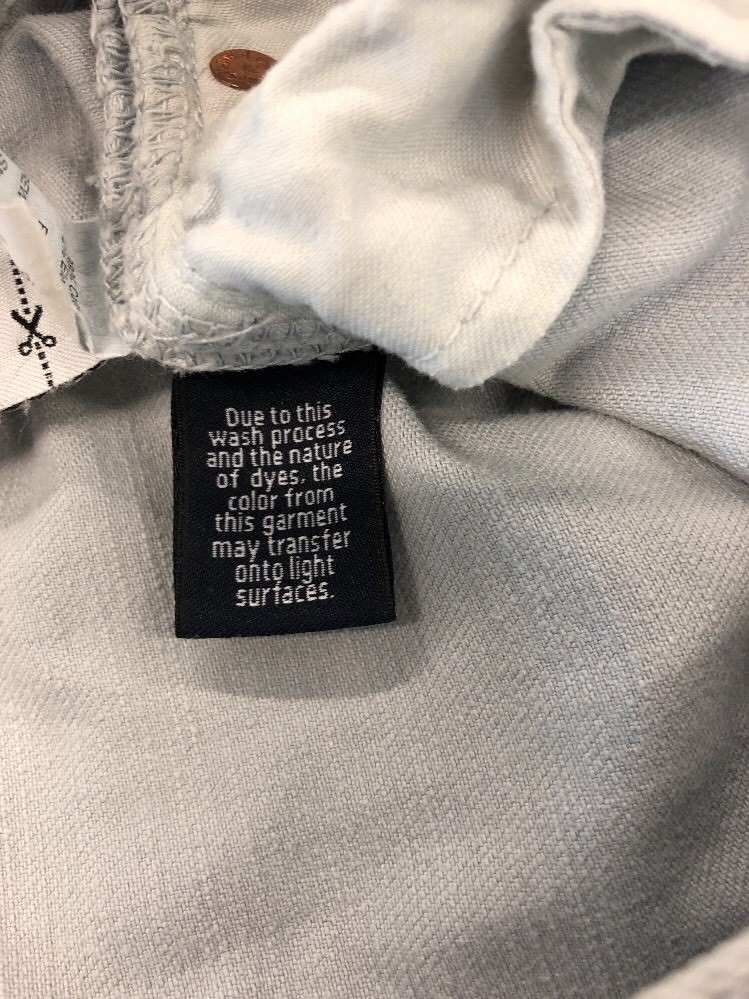 Due to this
wash process
and the nature
of dyes, the
color from
this garment
may transfer
onto light
surfaces.